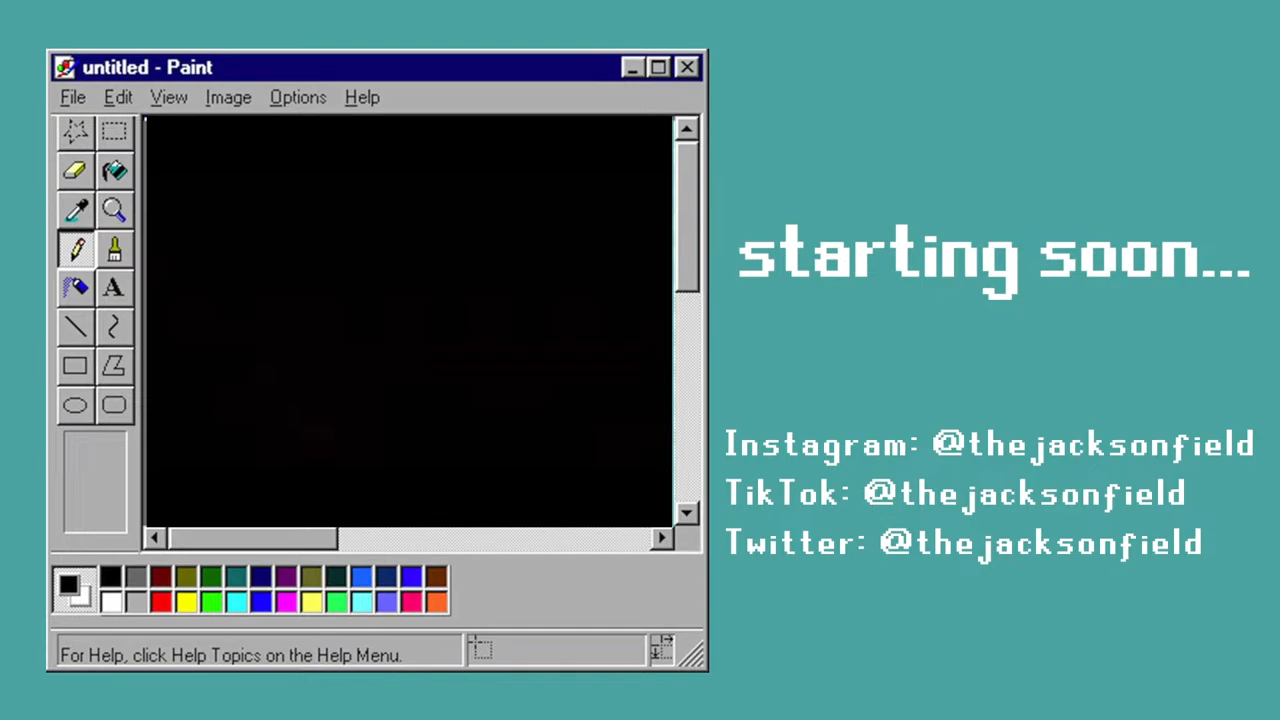 untitled - Paint
File Edit View Image Options Help
A
starting soon...
Instagram: @thejacksonfield
TikTok: @thejacksonfield
Twitter: @thejacksonfield
For Help, click Help Topics on the Help Menu.